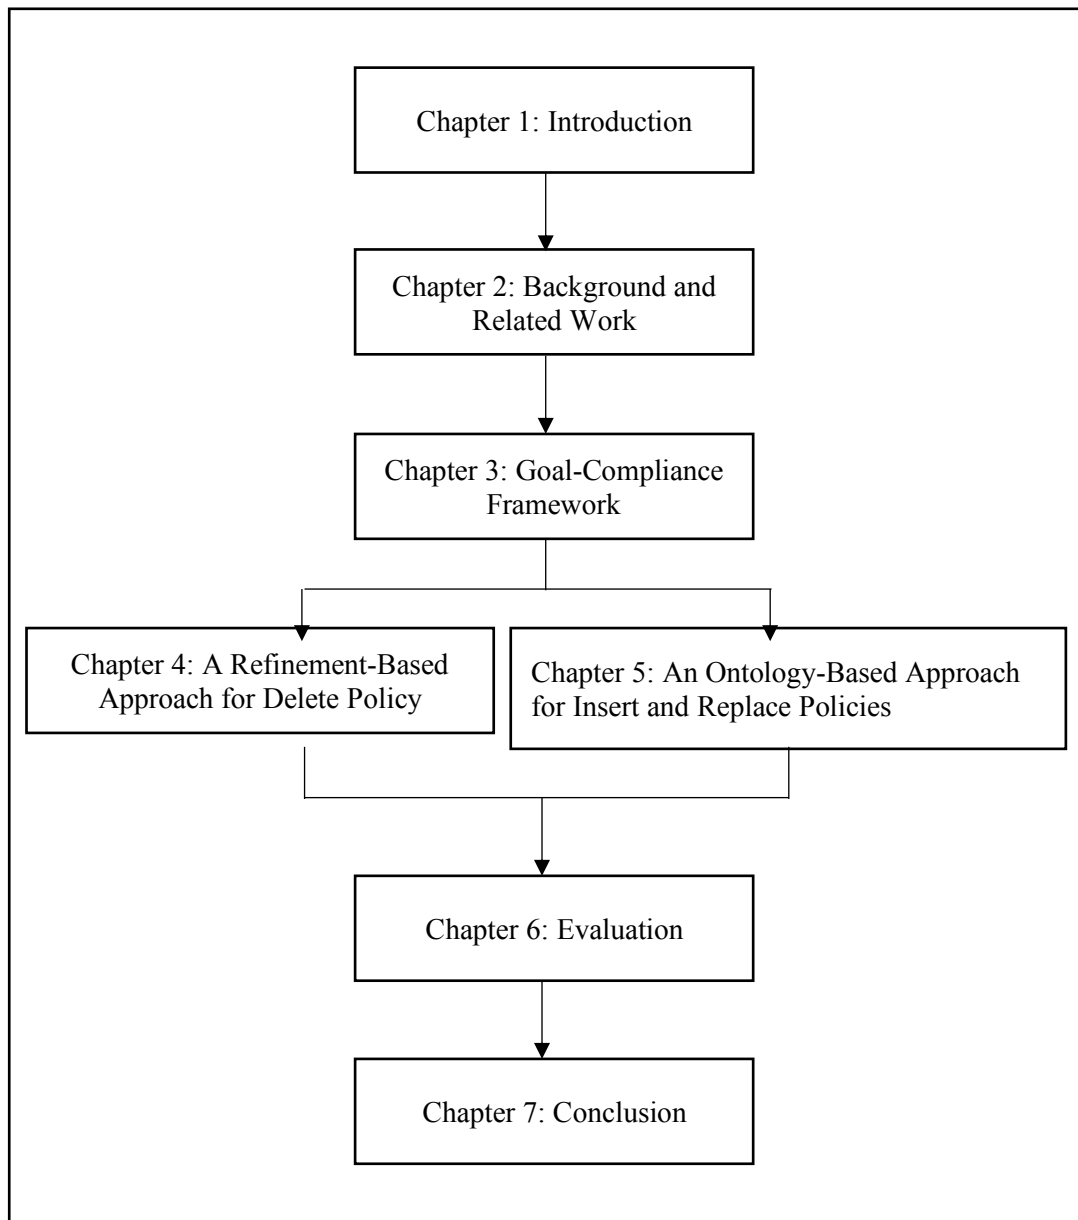 Chapter 1: Introduction
Chapter 2: Background and
Related Work
Chapter 3: Goal-Compliance
Framework
Chapter 4: A Refinement-Based
Approach for Delete Policy
Chapter 5: An Ontology-Based Approach
for Insert and Replace Policies
Chapter 6: Evaluation
Chapter 7: Conclusion